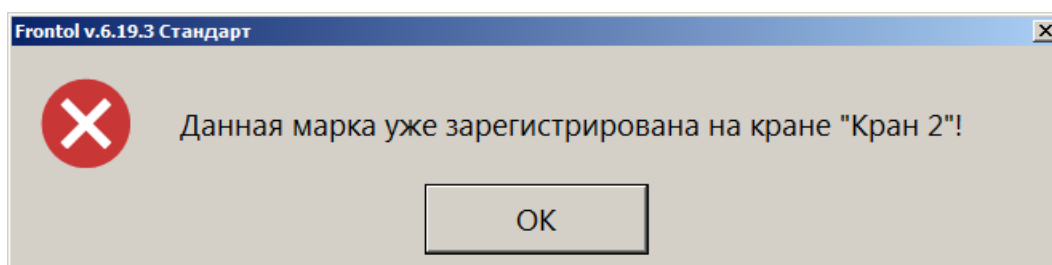 Frontol v.6.19.3 Стандарт
Данная марка уже зарегистрирована на кране "Кран 2"!
OK